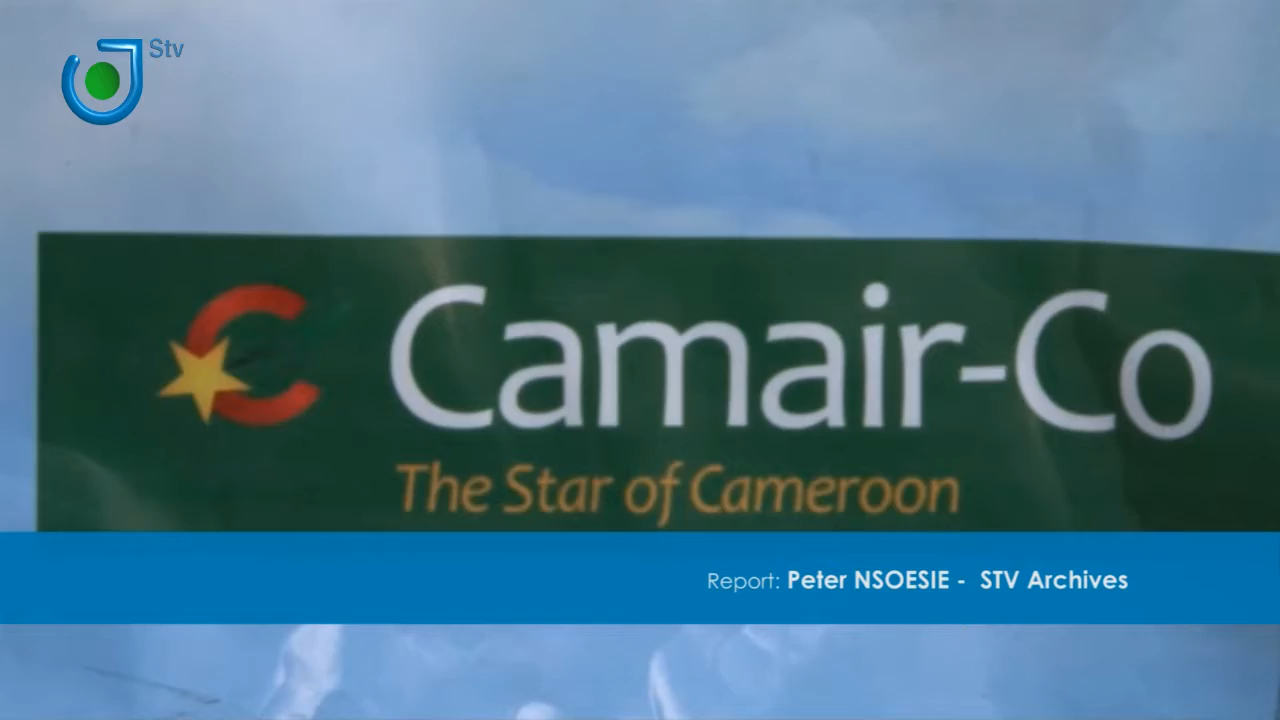 Stv
Camair-Co
The Star of Cameroon
Report: Peter NSOESIE - STV Archives